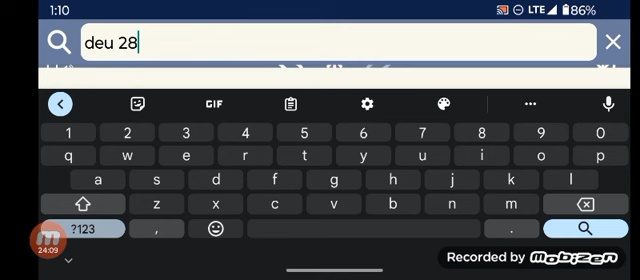 1:10
LTE 86%
deu 28
GIF
1 2 3 4 5 6 7 8 9 0
q w e r t y u i o p
a s d f g h j k l
z x c v b n m
?123 , .
24:09
Recorded by Mobizen